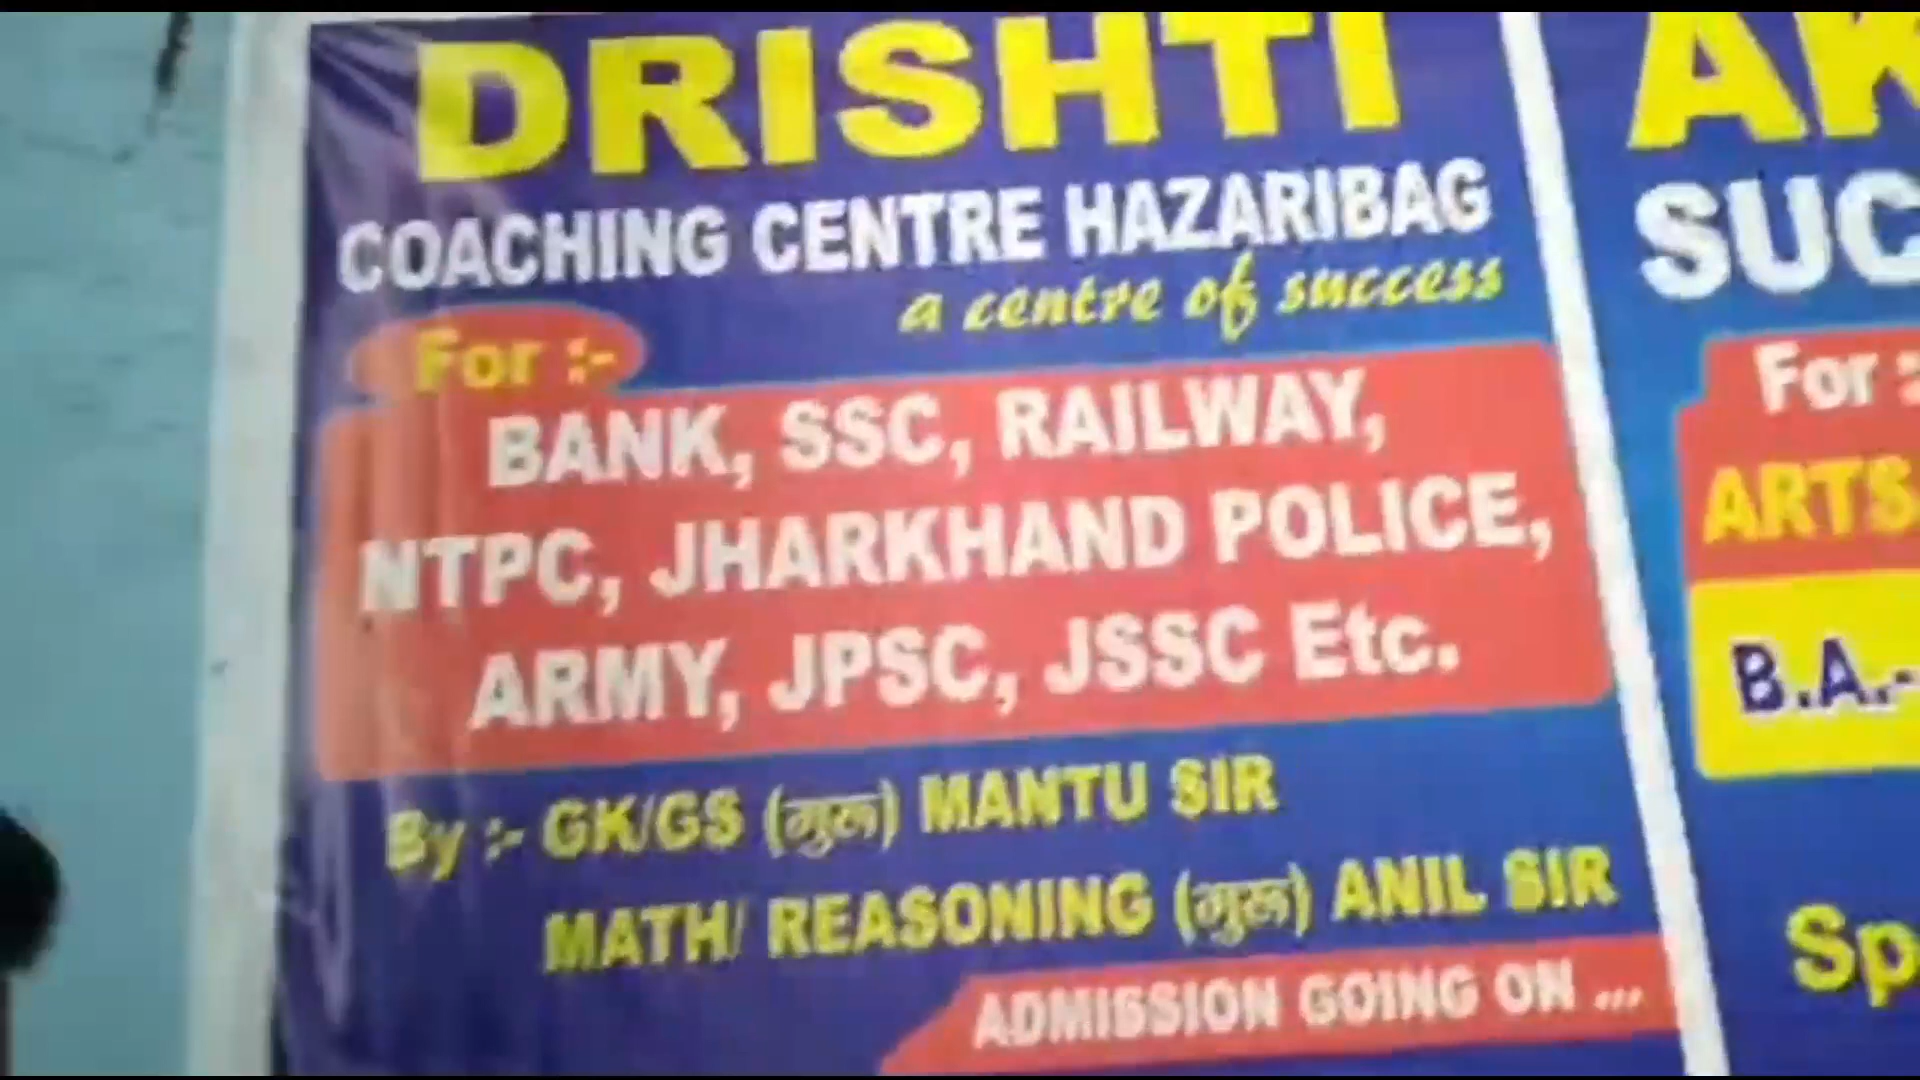 DRISHTI
COACHING CENTRE HAZARIBAG
a centre of success
For :-
BANK, SSC, RAILWAY,
NTPC, JHARKHAND POLICE,
ARMY, JPSC, JSSC Etc.
By :- GK/GS (गुरू) MANTU SIR
MATH/ REASONING (गुरू) ANIL SIR
ADMISSION GOING ON ...
For :
ARTS
B.A.-